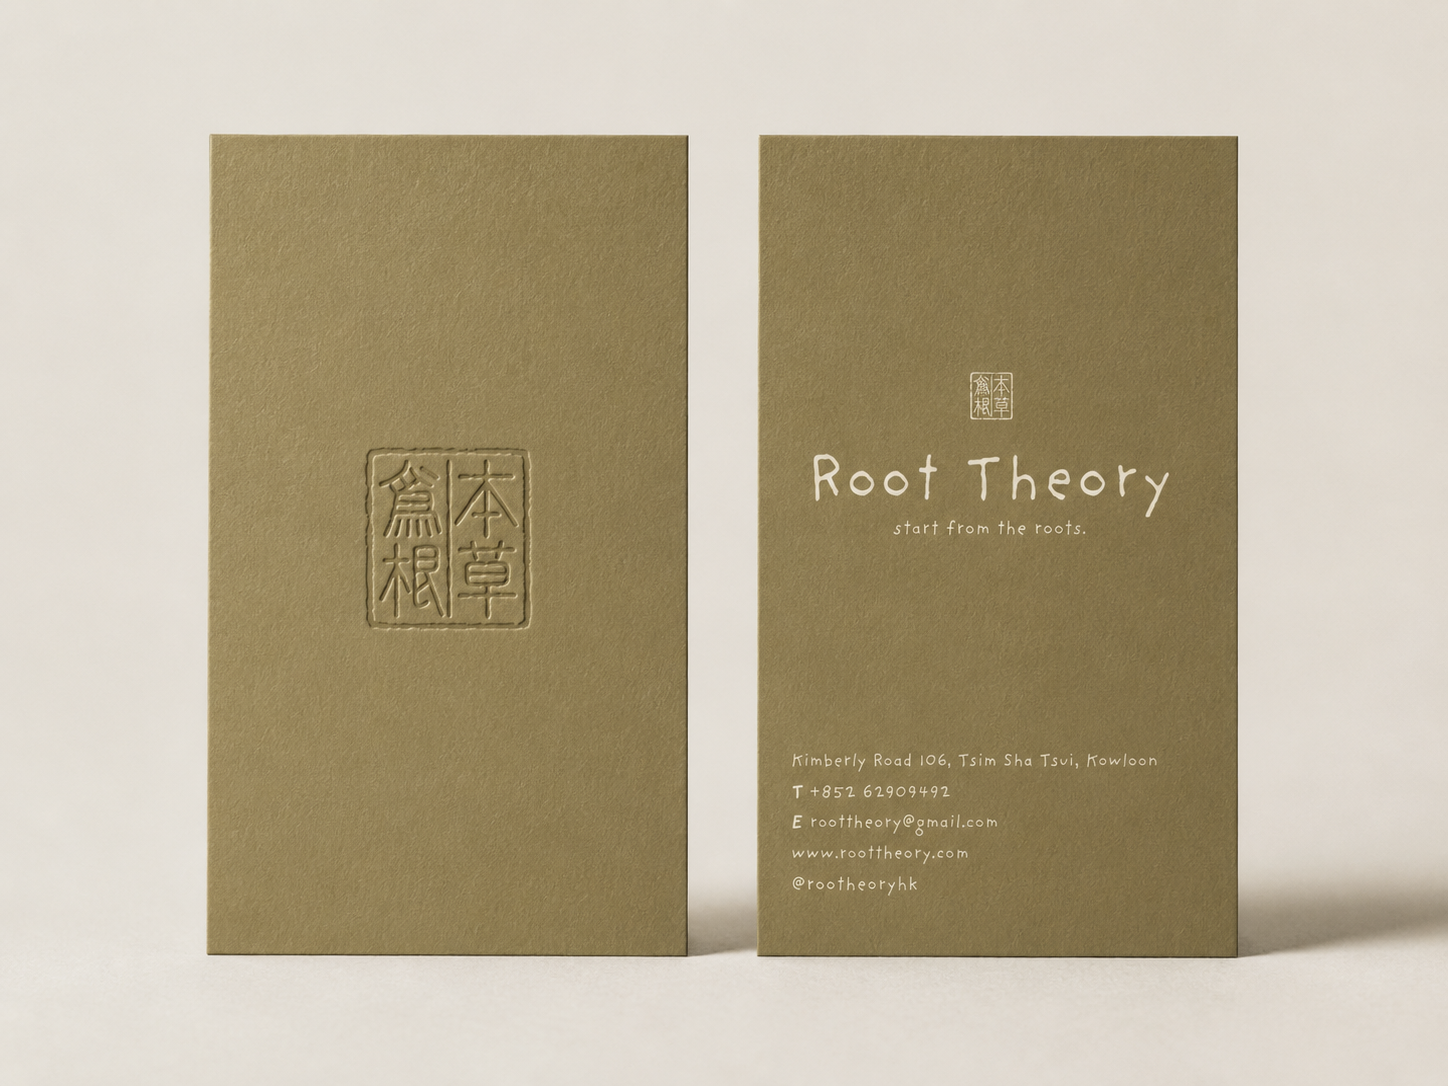 本草
爲根
本草
爲根
Root Theory
start from the roots.
Kimberly Road 106, Tsim Sha Tsui, Kowloon
T +852 62909492
E roottheory@gmail.com
www.roottheory.com
@rootheoryhk